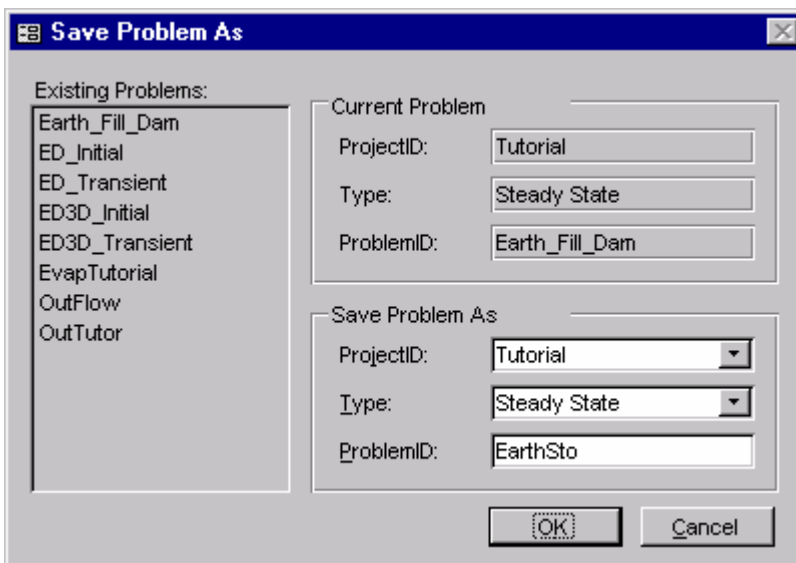 Save Problem As
Existing Problems:
Earth_Fill_Dam
ED_Initial
ED_Transient
ED3D_Initial
ED3D_Transient
EvapTutorial
OutFlow
OutTutor
Current Problem
ProjectID: Tutorial
Type: Steady State
ProblemID: Earth_Fill_Dam
Save Problem As
ProjectID: Tutorial
Type: Steady State
ProblemID: EarthSto
OK Cancel